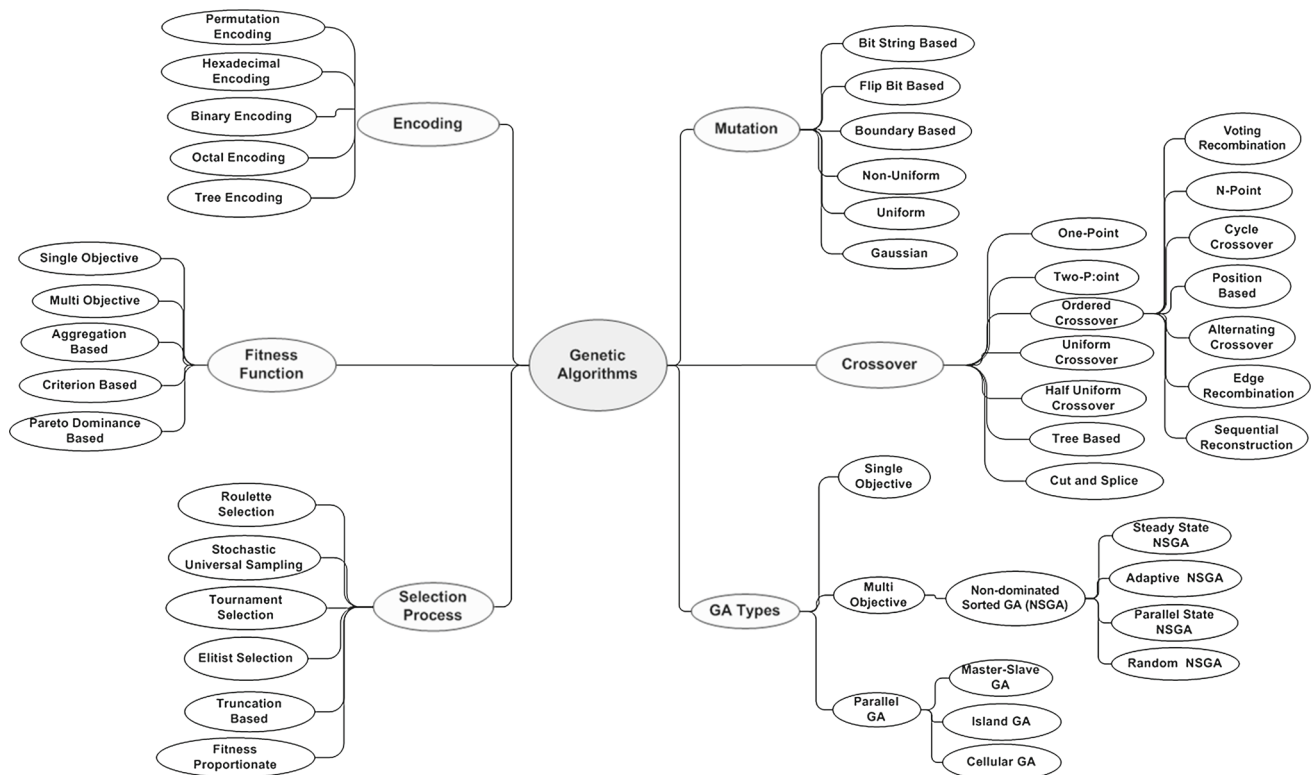 Permutation
Encoding
Hexadecimal
Encoding
Binary Encoding
Octal Encoding
Tree Encoding
Encoding
Single Objective
Multi Objective
Aggregation
Based
Criterion Based
Pareto Dominance
Based
Fitness
Function
Roulette
Selection
Stochastic
Universal Sampling
Tournament
Selection
Elitist Selection
Truncation
Based
Fitness
Proportionate
Selection
Process
Genetic
Algorithms
Mutation
Bit String Based
Flip Bit Based
Boundary Based
Non-Uniform
Uniform
Gaussian
Crossover
One-Point
Two-P:oint
Ordered
Crossover
Uniform
Crossover
Half Uniform
Crossover
Tree Based
Cut and Splice
Voting
Recombination
N-Point
Cycle
Crossover
Position
Based
Alternating
Crossover
Edge
Recombination
Sequential
Reconstruction
GA Types
Single
Objective
Multi
Objective
Non-dominated
Sorted GA (NSGA)
Steady State
NSGA
Adaptive NSGA
Parallel State
NSGA
Random NSGA
Parallel
GA
Master-Slave
GA
Island GA
Cellular GA